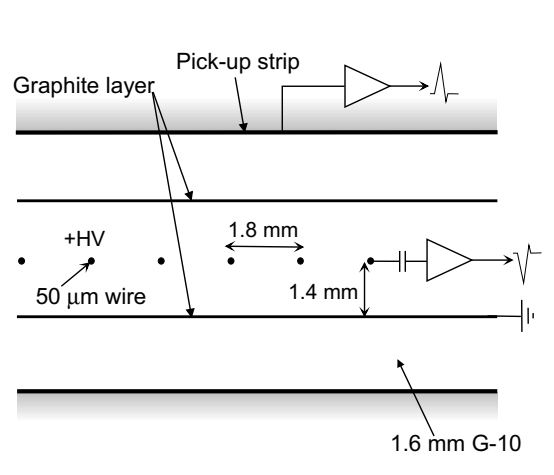 Pick-up strip
Graphite layer
+HV
1.8 mm
50 μm wire
1.4 mm
1.6 mm G-10